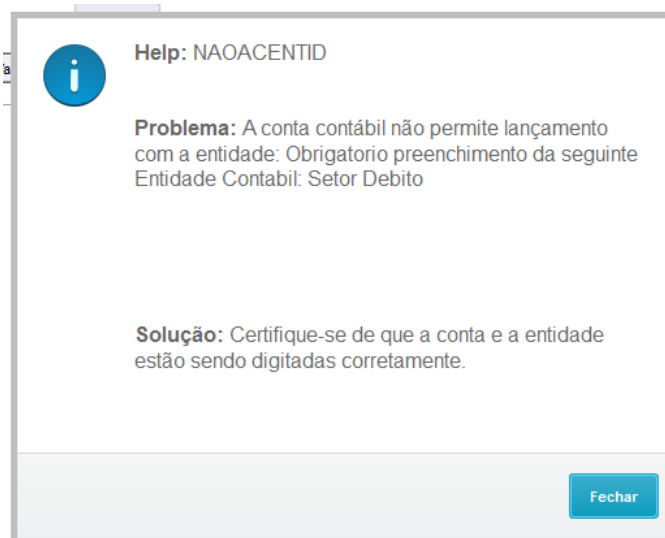 Help: NAOACENTID
Problema: A conta contábil não permite lançamento
com a entidade: Obrigatorio preenchimento da seguinte
Entidade Contabil: Setor Debito
Solução: Certifique-se de que a conta e a entidade
estão sendo digitadas corretamente.
Fechar